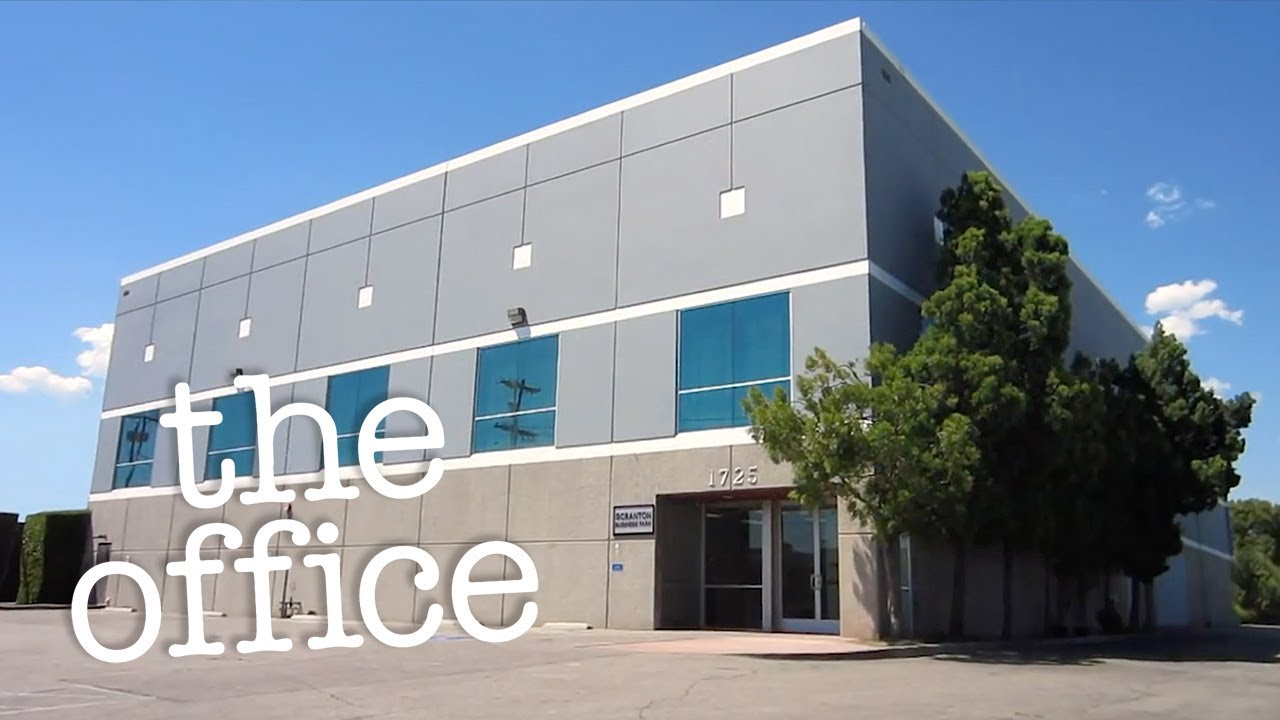 the
office
1725
SCRANTON
BUSINESS PARK